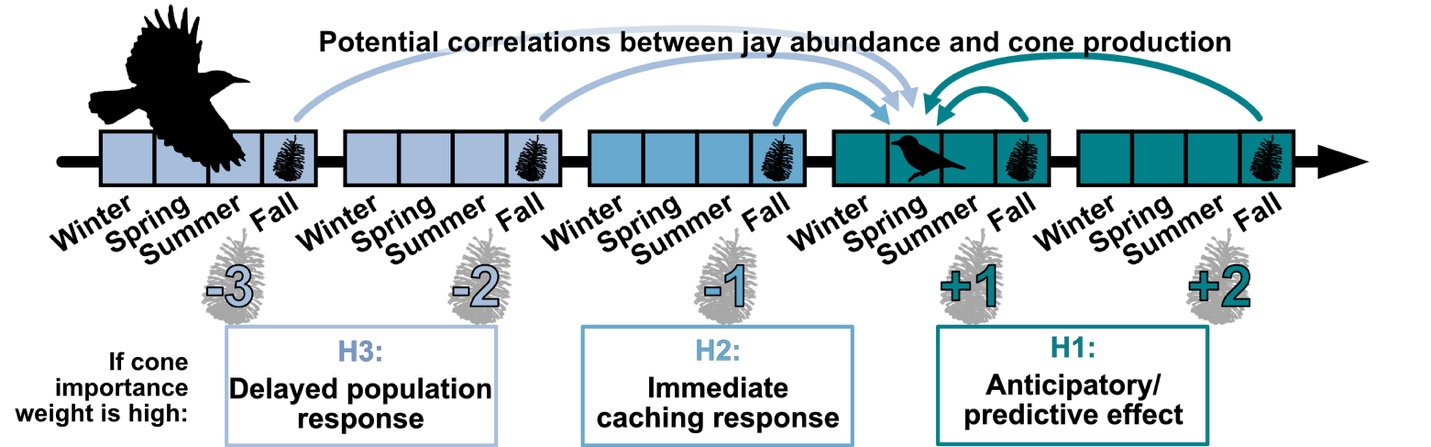 Potential correlations between jay abundance and cone production
Winter Spring Summer Fall Winter Spring Summer Fall Winter Spring Summer Fall Winter Spring Summer Fall Winter Spring Summer Fall
-3 -2 -1 +1 +2
If cone
importance
weight is high:
H3:
Delayed population
response
H2:
Immediate
caching response
H1:
Anticipatory/
predictive effect